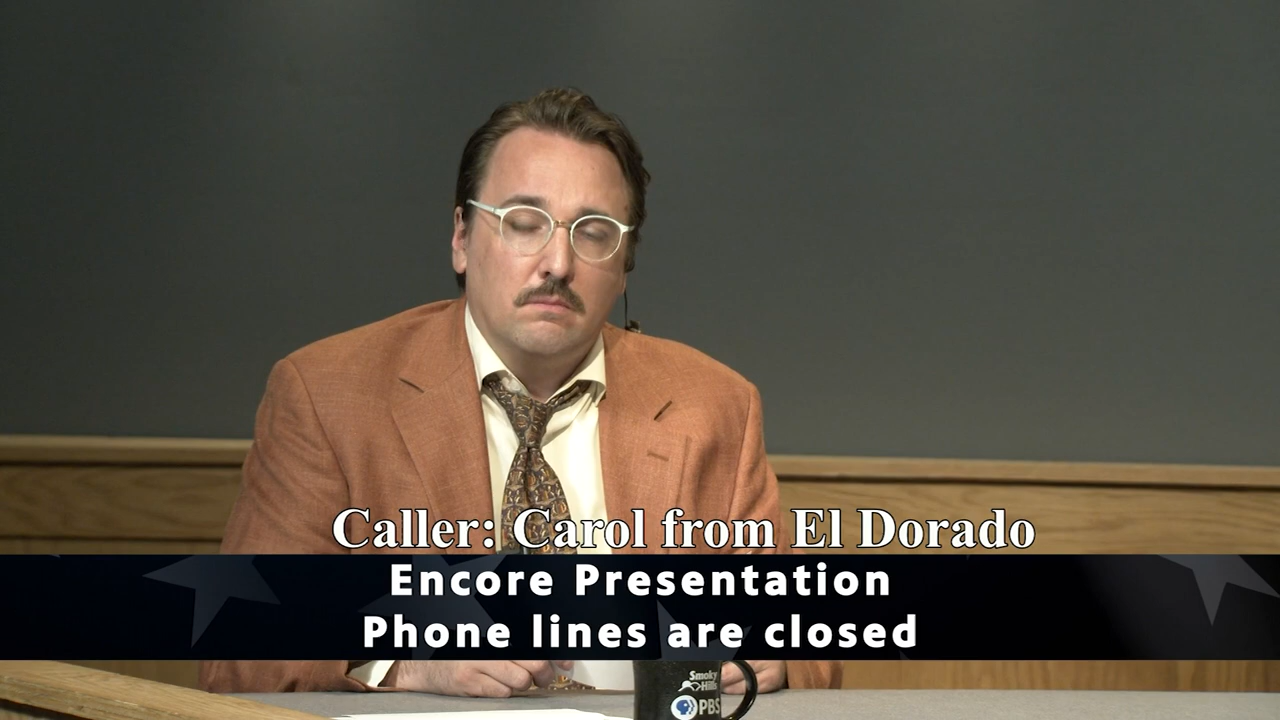 Caller: Carol from El Dorado
Encore Presentation
Phone lines are closed
Smoky
Hills
PBS